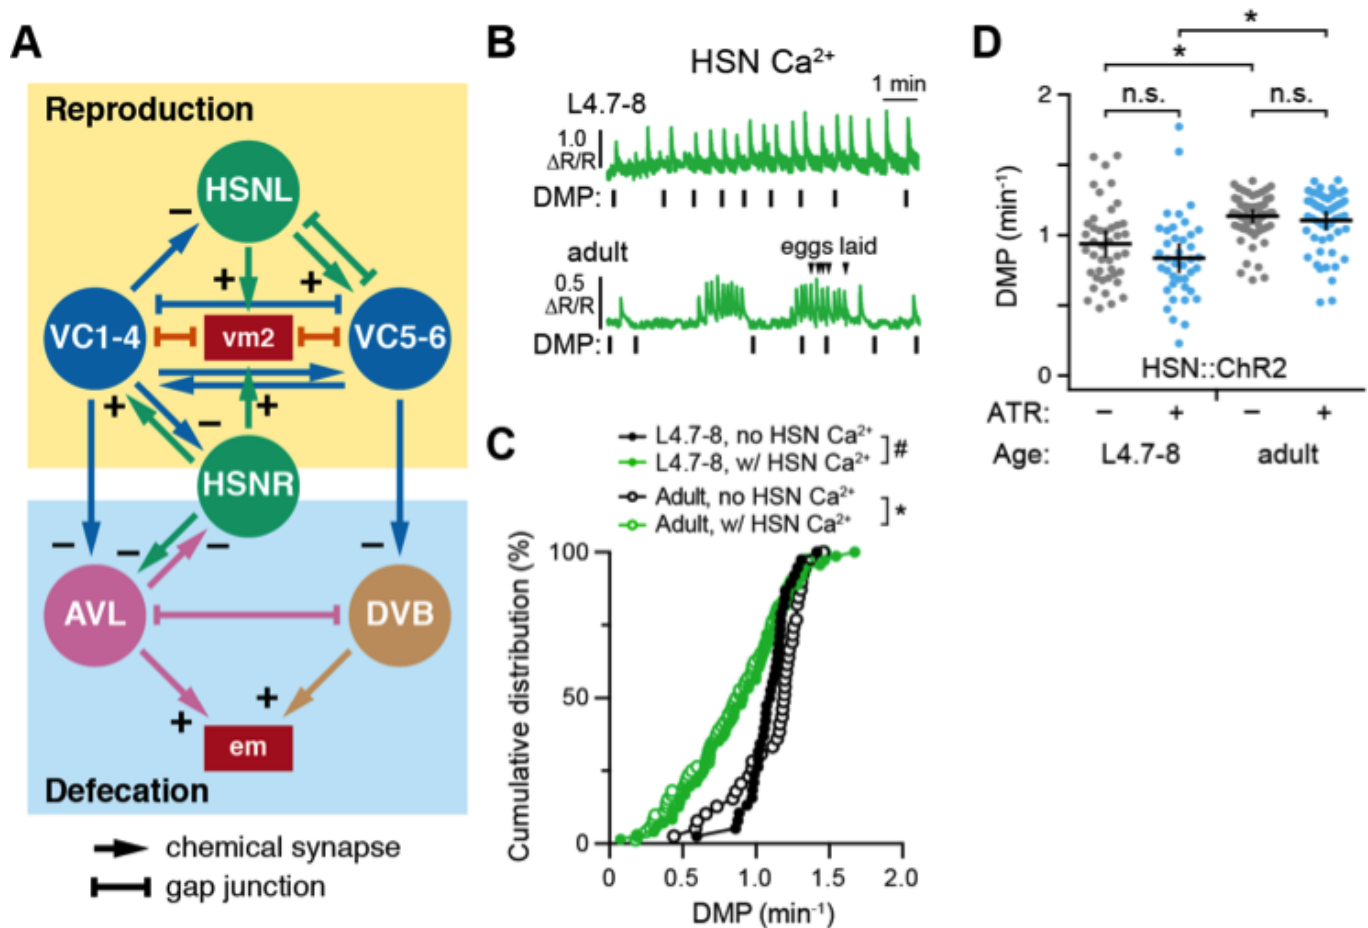 A
Reproduction
HSNL
−
+
+
VC1-4
vm2
VC5-6
+
−
+
HSNR
−
−
−
−
AVL
DVB
+
+
em
Defecation
chemical synapse
gap junction
B
HSN Ca²⁺
1 min
L4.7-8
1.0
ΔR/R
DMP:
adult
eggs laid
0.5
ΔR/R
DMP:
C
L4.7-8, no HSN Ca²⁺
L4.7-8, w/ HSN Ca²⁺
#
Adult, no HSN Ca²⁺
Adult, w/ HSN Ca²⁺
*
Cumulative distribution (%)
100
50
0
0 0.5 1.0 1.5 2.0
DMP (min⁻¹)
D
*
*
n.s. n.s.
DMP (min⁻¹)
2
1
0
HSN::ChR2
ATR: − + − +
Age: L4.7-8 adult